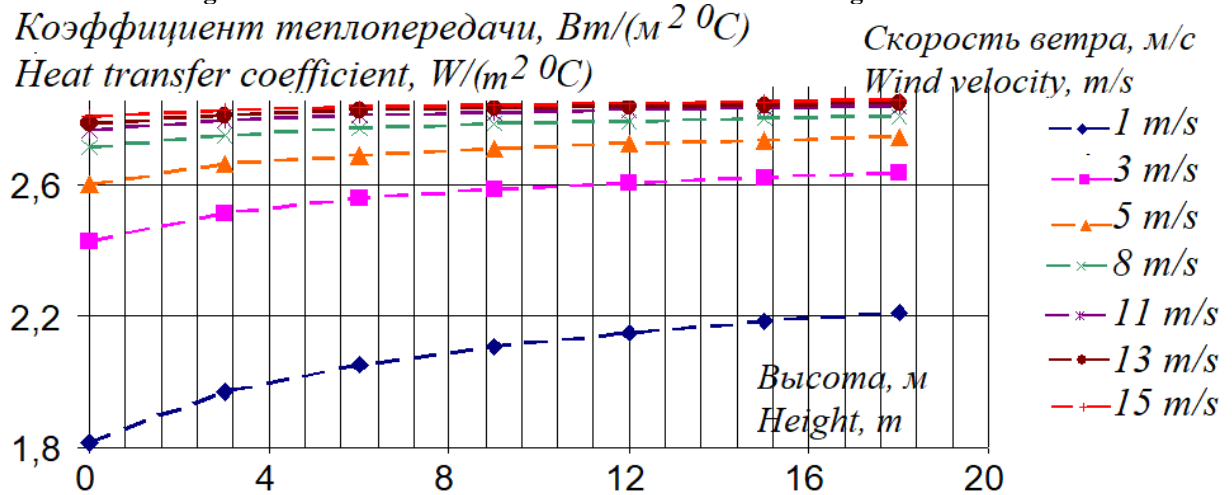 Коэффициент теплопередачи, Вт/(м2 0С)
Heat transfer coefficient, W/(m2 0C)
Скорость ветра, м/с
Wind velocity, m/s
1 m/s
3 m/s
5 m/s
8 m/s
11 m/s
13 m/s
15 m/s
2,6
2,2
1,8
Высота, м
Height, m
0
4
8
12
16
20